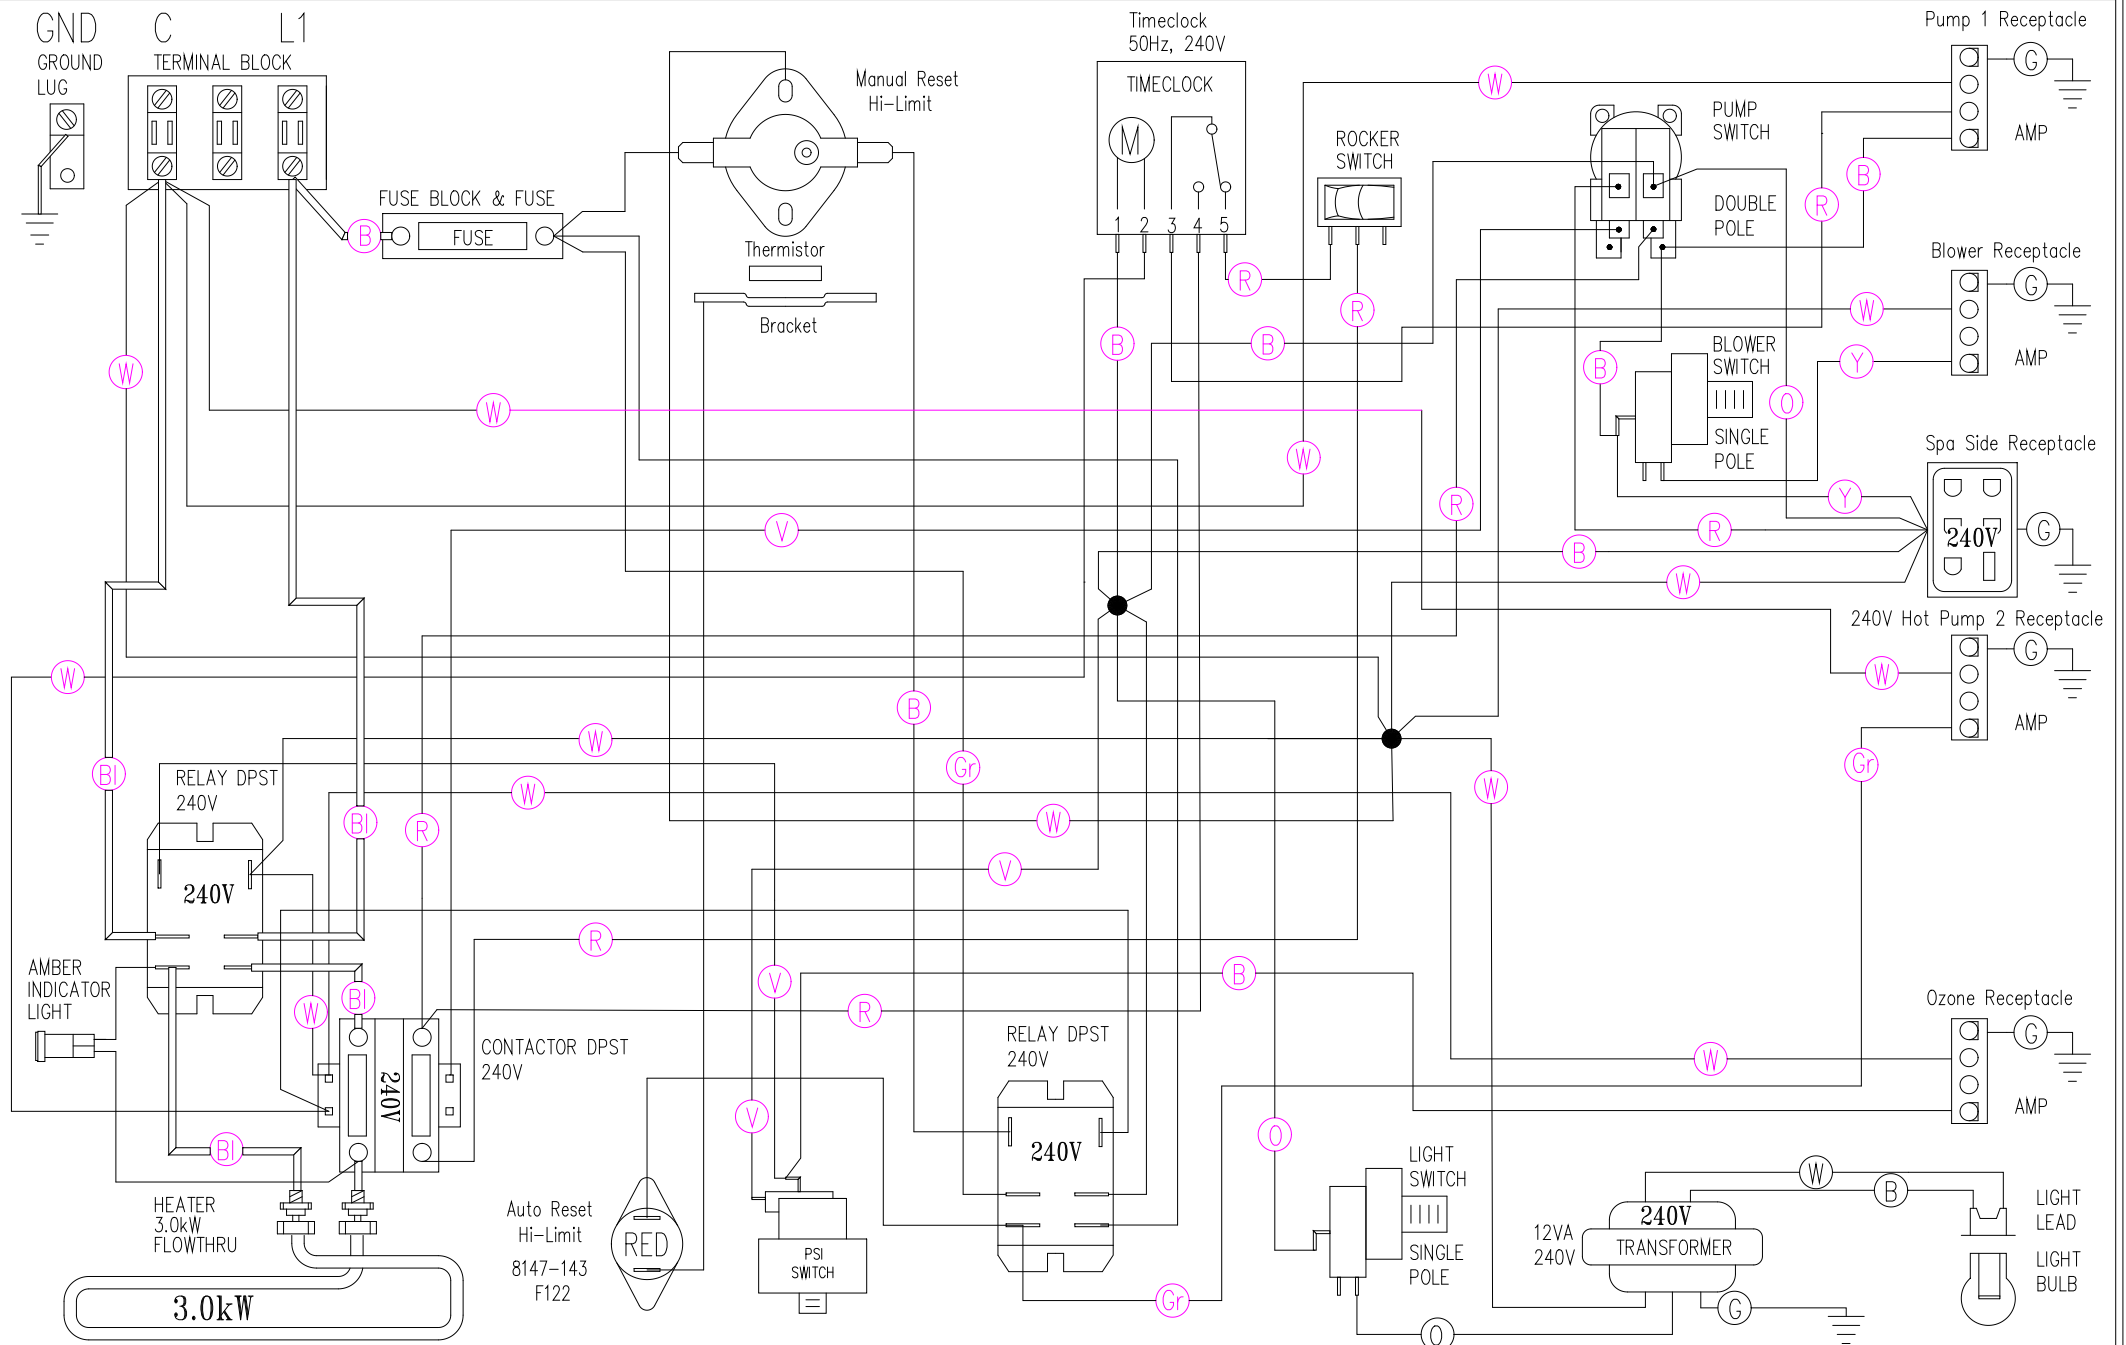 GND C L1
GROUND
LUG
TERMINAL BLOCK
FUSE BLOCK & FUSE
B
FUSE
Manual Reset
Hi-Limit
Thermistor
Bracket
Timeclock
50Hz, 240V
TIMECLOCK
M
1 2 3 4 5
ROCKER
SWITCH
R
R
B
B
W
PUMP
SWITCH
DOUBLE
POLE
Pump 1 Receptacle
G
AMP
B
R
Blower Receptacle
G
W
AMP
Y
BLOWER
SWITCH
B
O
SINGLE
POLE
W
W
W
R
V
Spa Side Receptacle
Y
R
240V
G
B
W
240V Hot Pump 2 Receptacle
G
W
AMP
Gr
W
B
W
Gr
Bl
RELAY DPST
240V
W
W
Bl
R
W
V
240V
R
V
B
R
W
Bl
AMBER
INDICATOR
LIGHT
CONTACTOR DPST
240V
240V
RELAY DPST
240V
240V
W
Ozone Receptacle
G
AMP
V
O
Bl
HEATER
3.0kW
FLOWTHRU
3.0kW
Auto Reset
Hi-Limit
8147-143
F122
RED
PSI
SWITCH
Gr
LIGHT
SWITCH
SINGLE
POLE
O
W
B
12VA
240V
240V
TRANSFORMER
G
LIGHT
LEAD
LIGHT
BULB